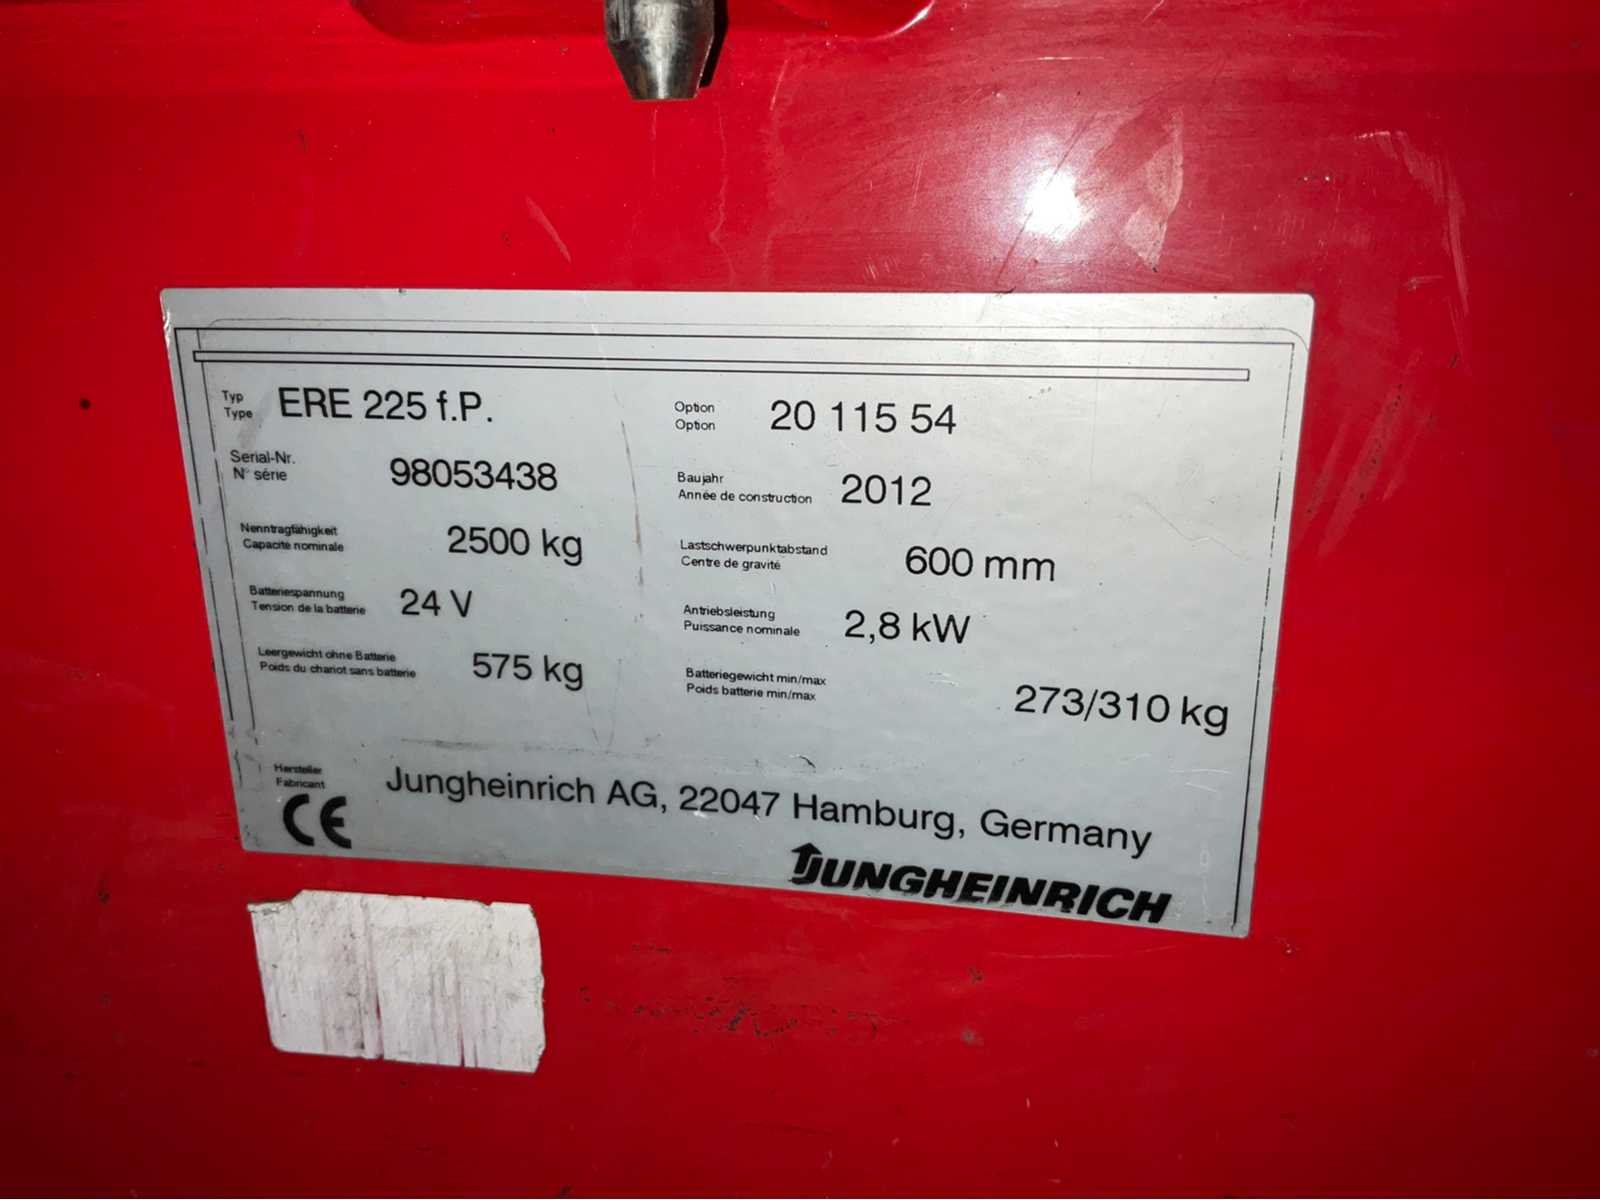 Typ
Type
ERE 225 f.P.
Option
Option
20 115 54
Serial-Nr.
N° série
98053438
Baujahr
Année de construction
2012
Nenntragfähigkeit
Capacité nominale
2500 kg
Lastschwerpunktabstand
Centre de gravité
600 mm
Batteriespannung
Tension de la batterie
24 V
Antriebsleistung
Puissance nominale
2,8 kW
Leergewicht ohne Batterie
Poids du chariot sans batterie
575 kg
Batteriegewicht min/max
Poids batterie min/max
273/310 kg
Hersteller
Fabricant
Jungheinrich AG, 22047 Hamburg, Germany
CE
JUNGHEINRICH